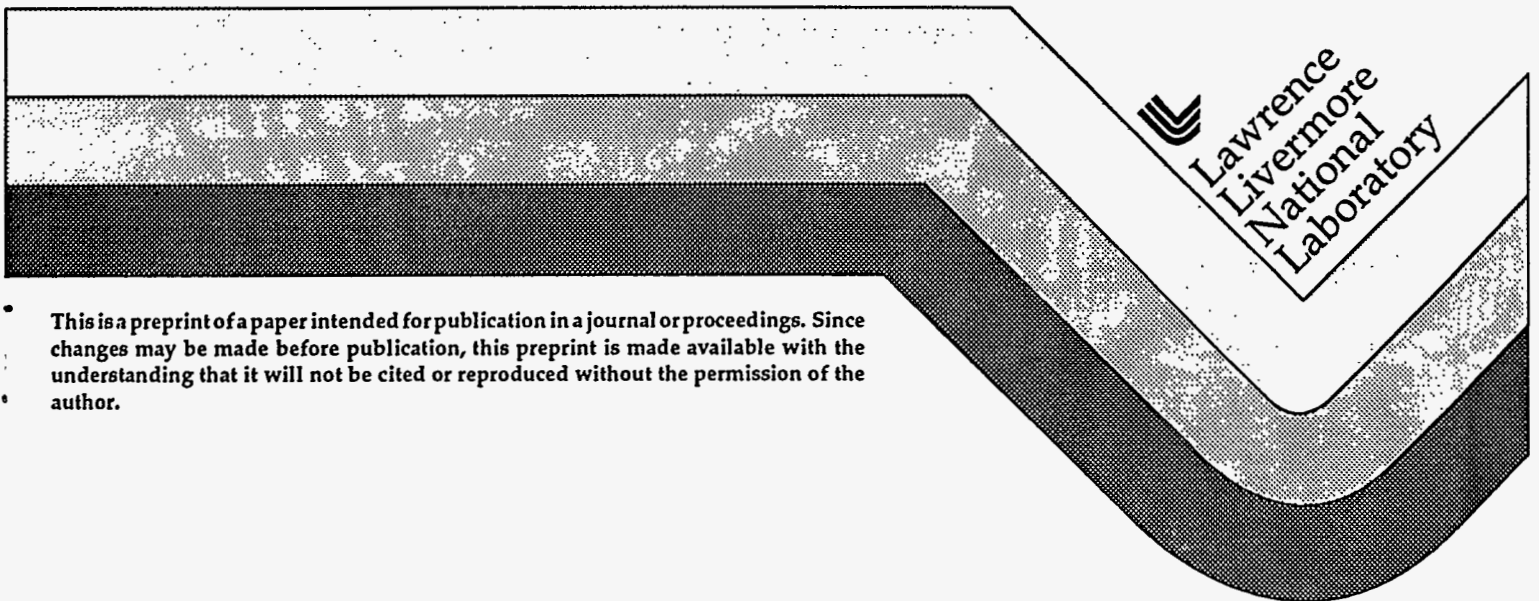 Lawrence
Livermore
National
Laboratory
This is a preprint of a paper intended for publication in a journal or proceedings. Since
changes may be made before publication, this preprint is made available with the
understanding that it will not be cited or reproduced without the permission of the
author.